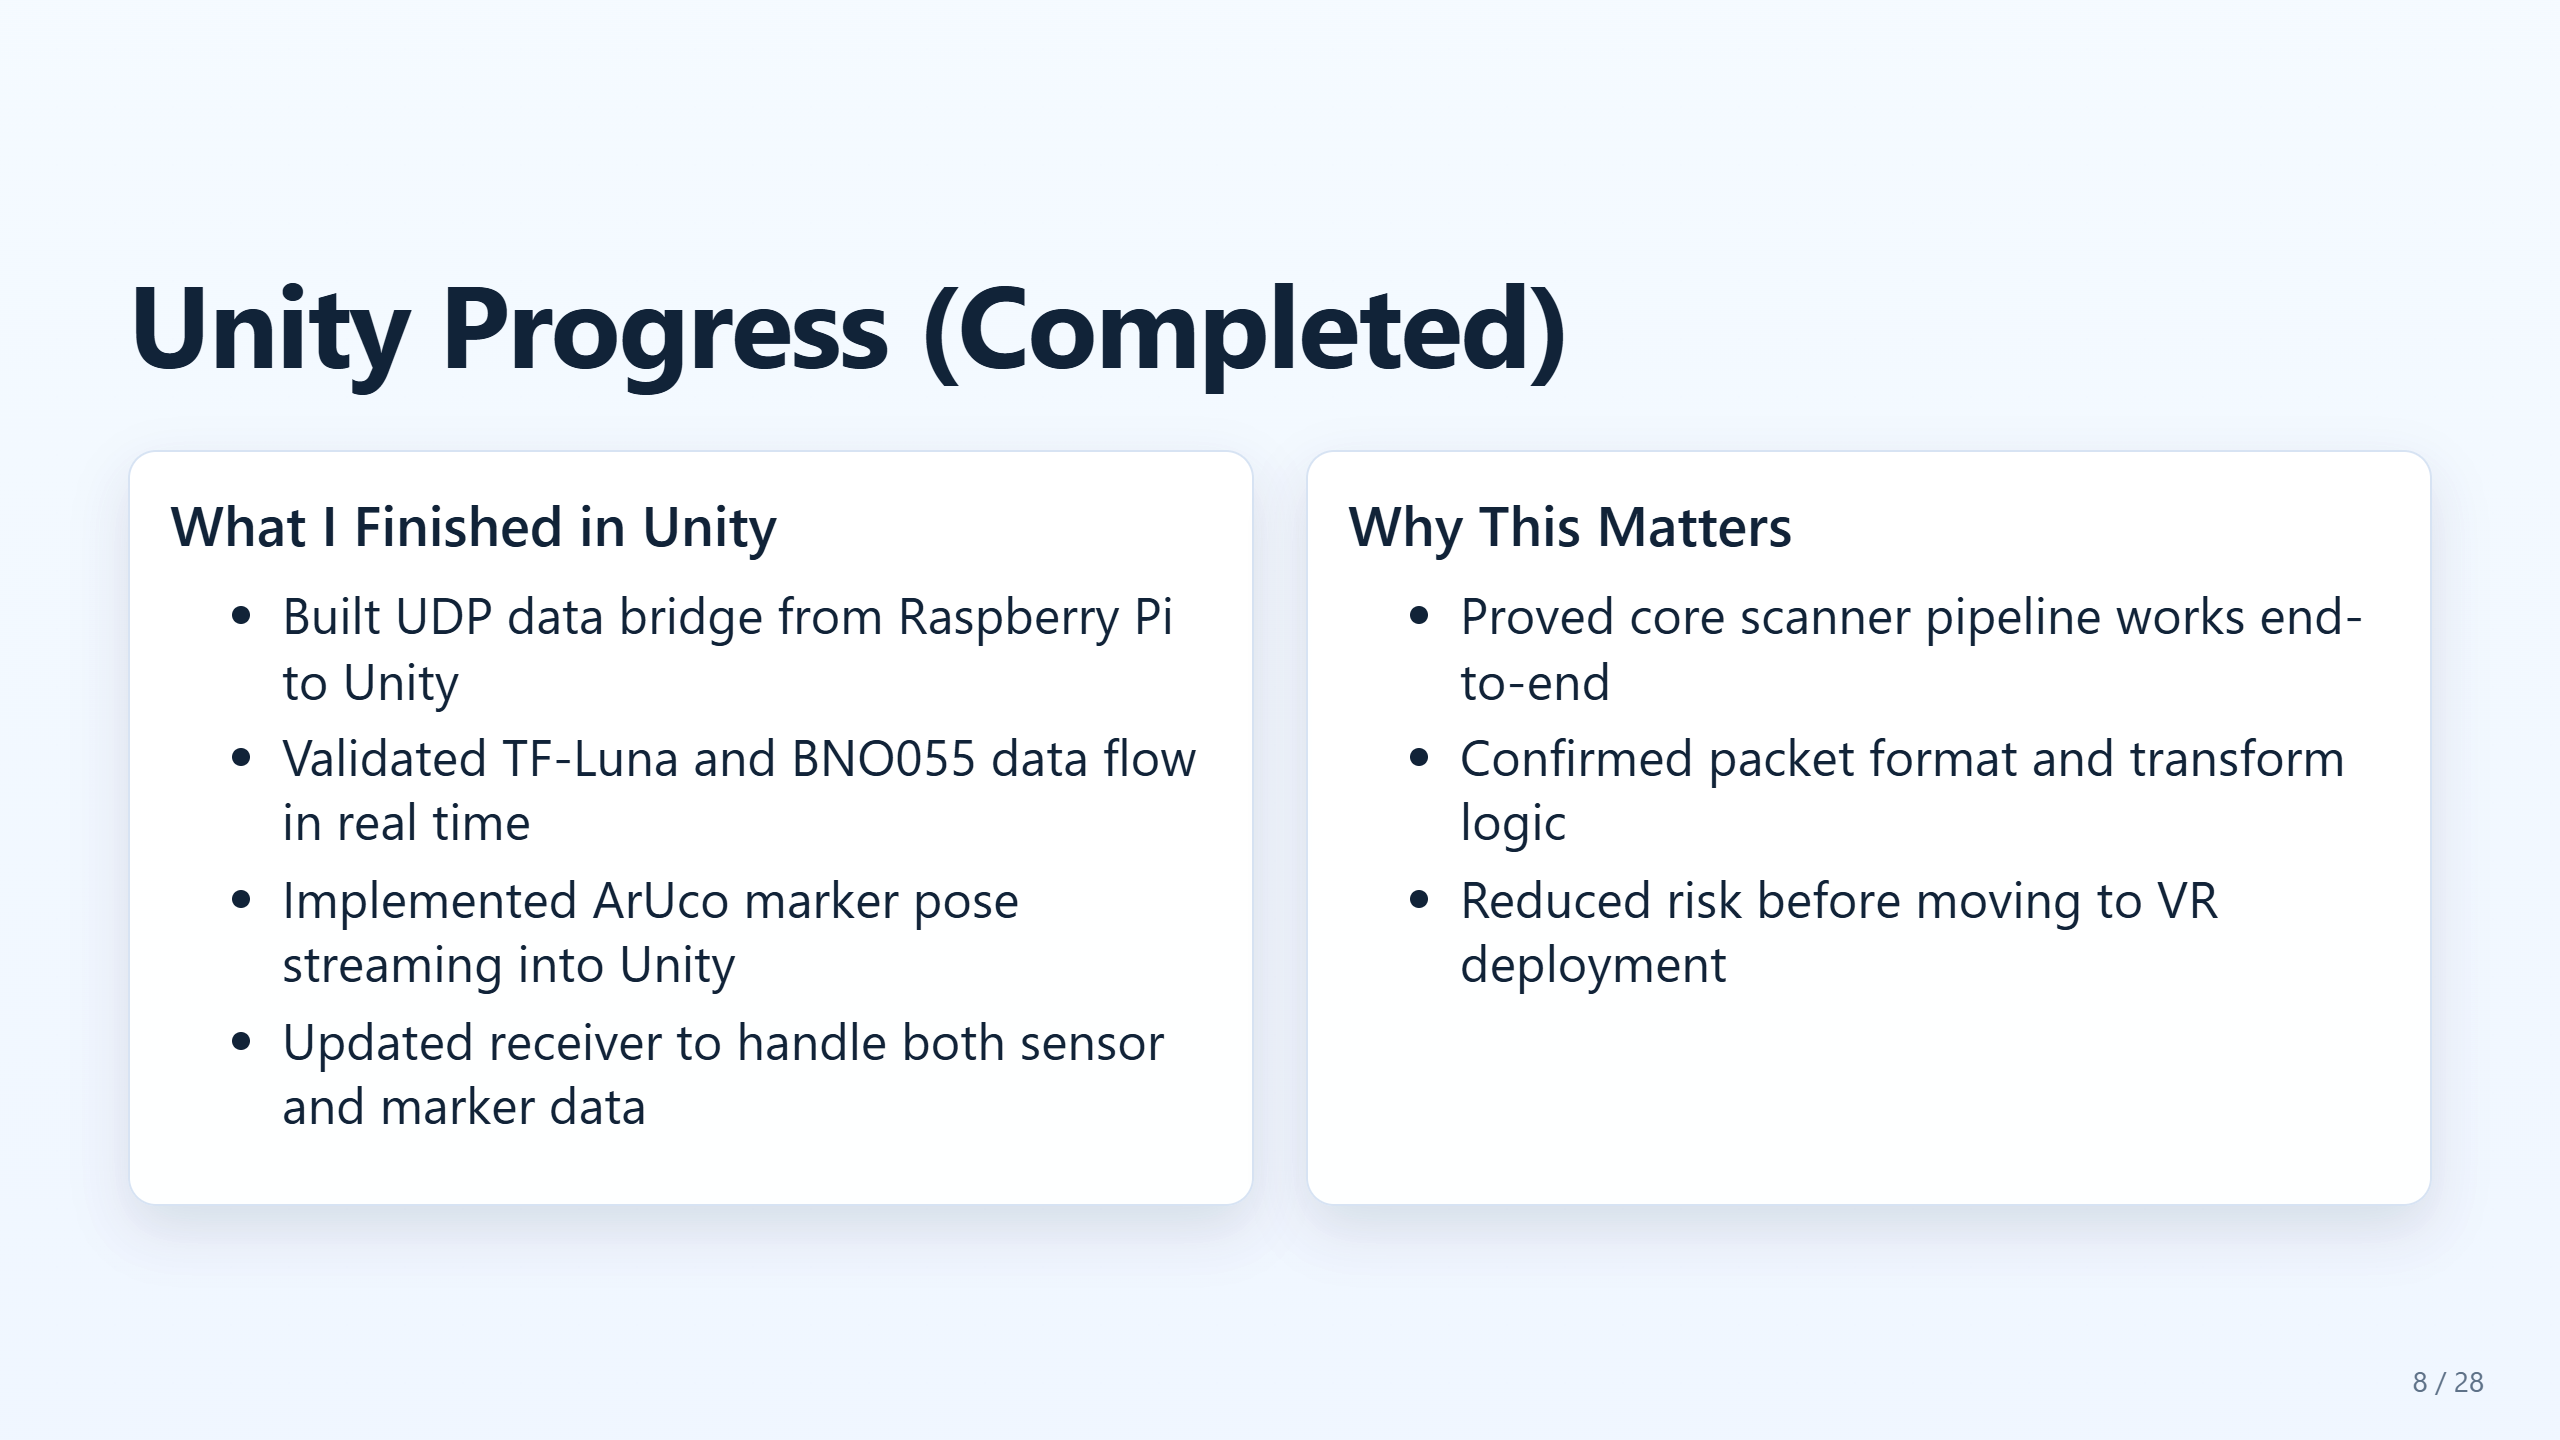 Unity Progress (Completed)
What I Finished in Unity
• Built UDP data bridge from Raspberry Pi
to Unity
• Validated TF-Luna and BNO055 data flow
in real time
• Implemented ArUco marker pose
streaming into Unity
• Updated receiver to handle both sensor
and marker data
Why This Matters
• Proved core scanner pipeline works end-
to-end
• Confirmed packet format and transform
logic
• Reduced risk before moving to VR
deployment
8 / 28